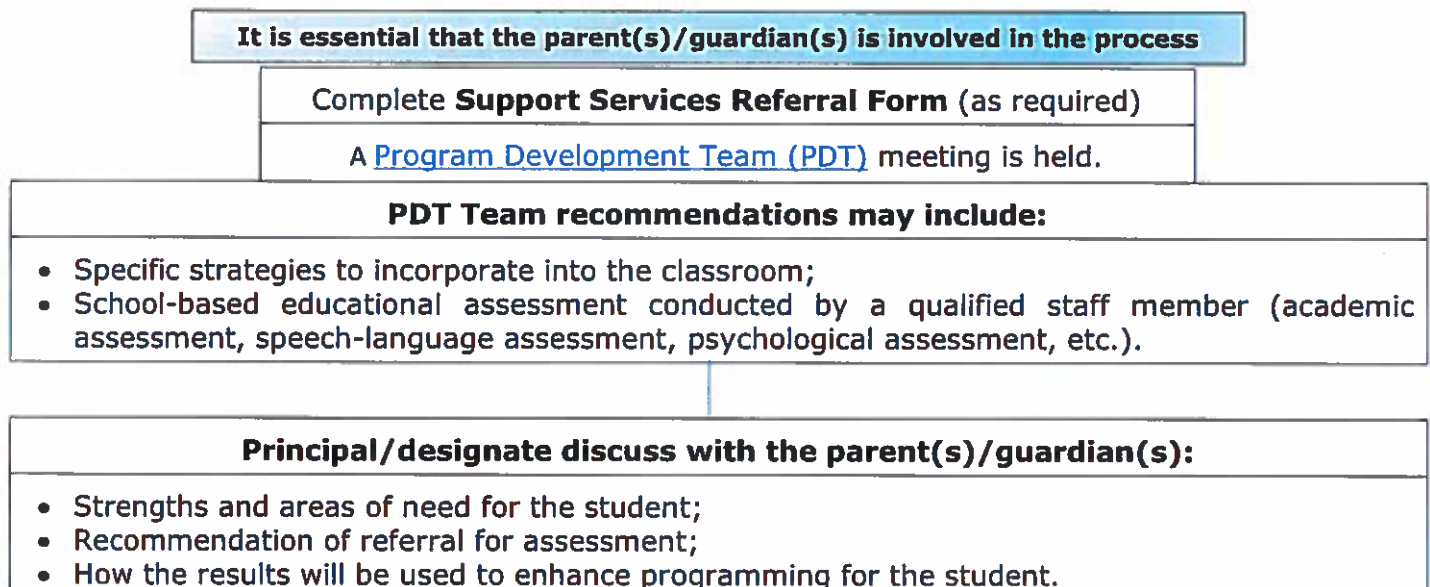 It is essential that the parent(s)/guardian(s) is involved in the process
Complete Support Services Referral Form (as required)
A Program Development Team (PDT) meeting is held.
PDT Team recommendations may include:
• Specific strategies to incorporate into the classroom;
• School-based educational assessment conducted by a qualified staff member (academic
assessment, speech-language assessment, psychological assessment, etc.).
Principal/designate discuss with the parent(s)/guardian(s):
• Strengths and areas of need for the student;
• Recommendation of referral for assessment;
• How the results will be used to enhance programming for the student.